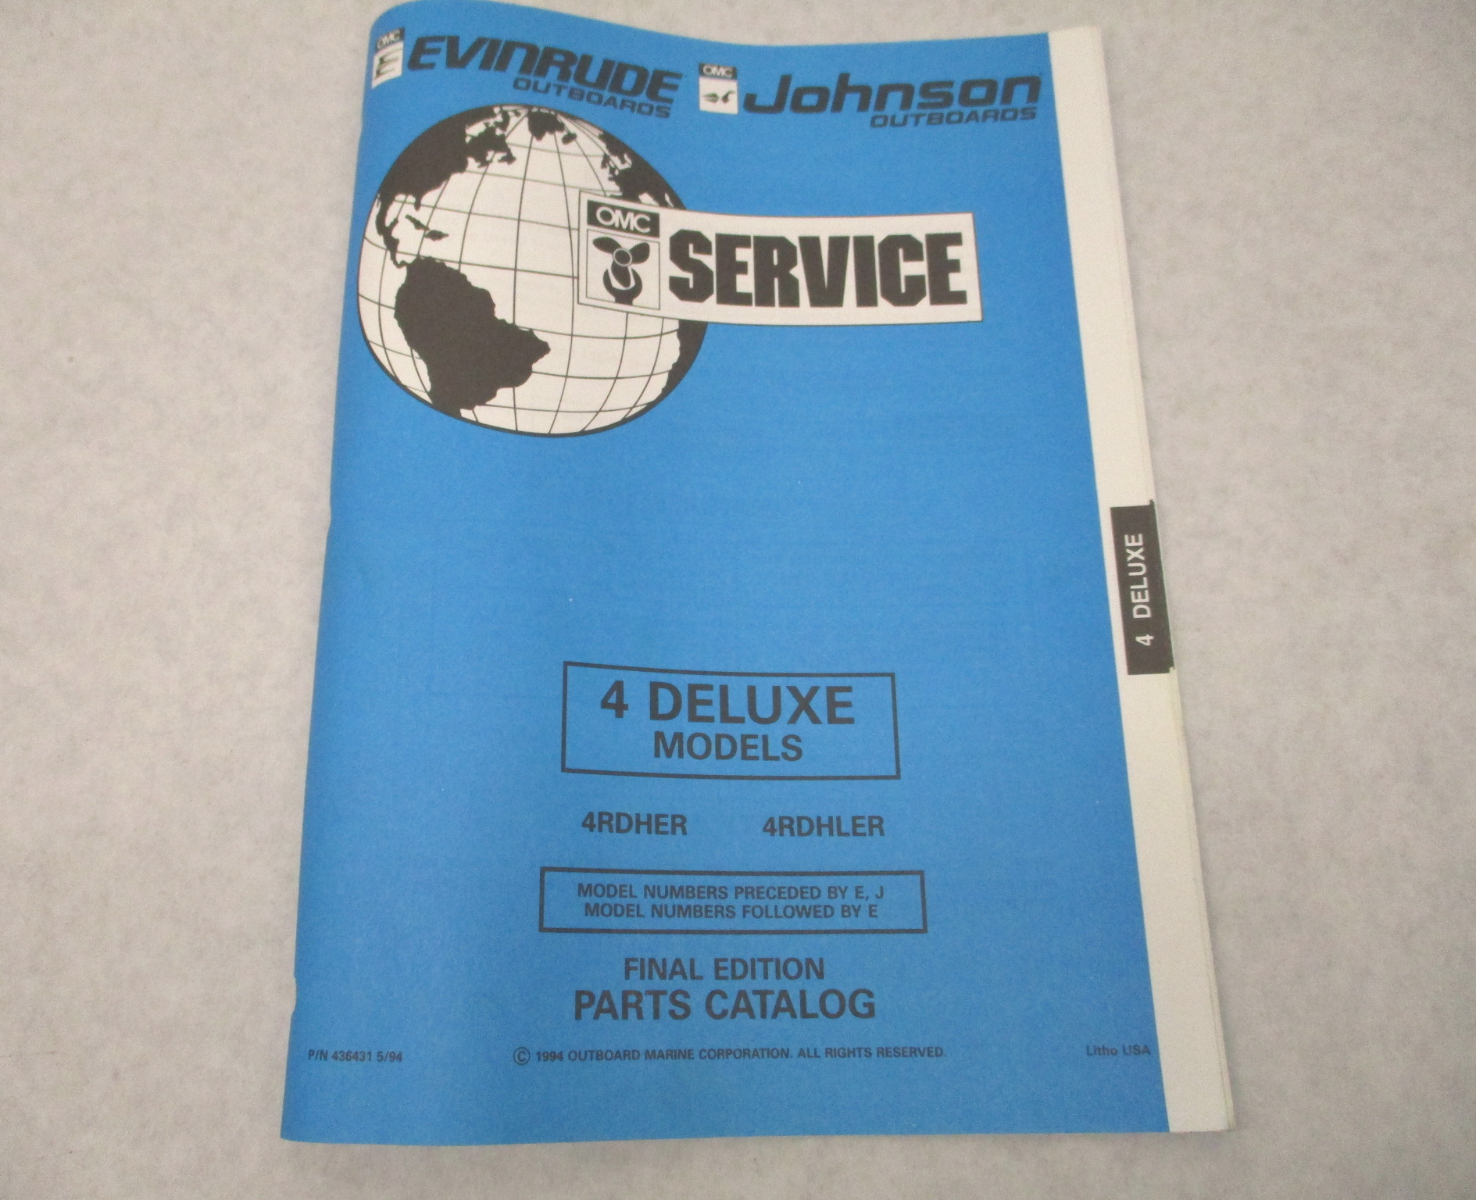 OMC
E
EVINRUDE
OUTBOARDS
OMC
Johnson
OUTBOARDS
OMC
SERVICE
4 DELUXE
4 DELUXE
MODELS
4RDHER 4RDHLER
MODEL NUMBERS PRECEDED BY E, J
MODEL NUMBERS FOLLOWED BY E
FINAL EDITION
PARTS CATALOG
P/N 436431 5/94
© 1994 OUTBOARD MARINE CORPORATION. ALL RIGHTS RESERVED.
Litho USA